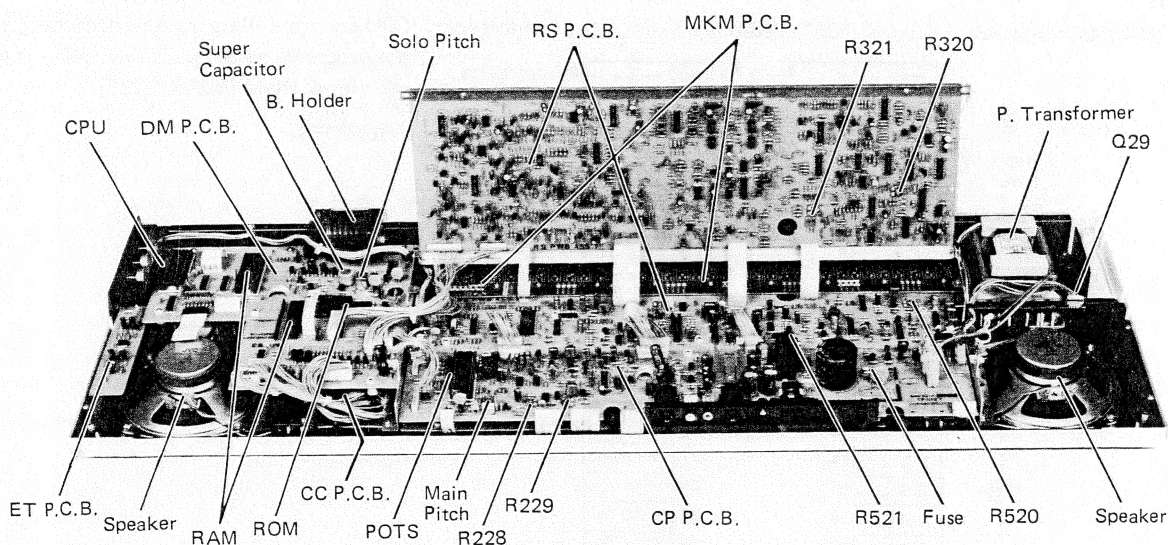 Solo Pitch
RS P.C.B.
MKM P.C.B.
Super
Capacitor
R321
R320
B. Holder
CPU
DM P.C.B.
P. Transformer
Q29
ET P.C.B.
Speaker
RAM
ROM
CC P.C.B.
POTS
Main
Pitch
R228
R229
CP P.C.B.
R521
Fuse
R520
Speaker